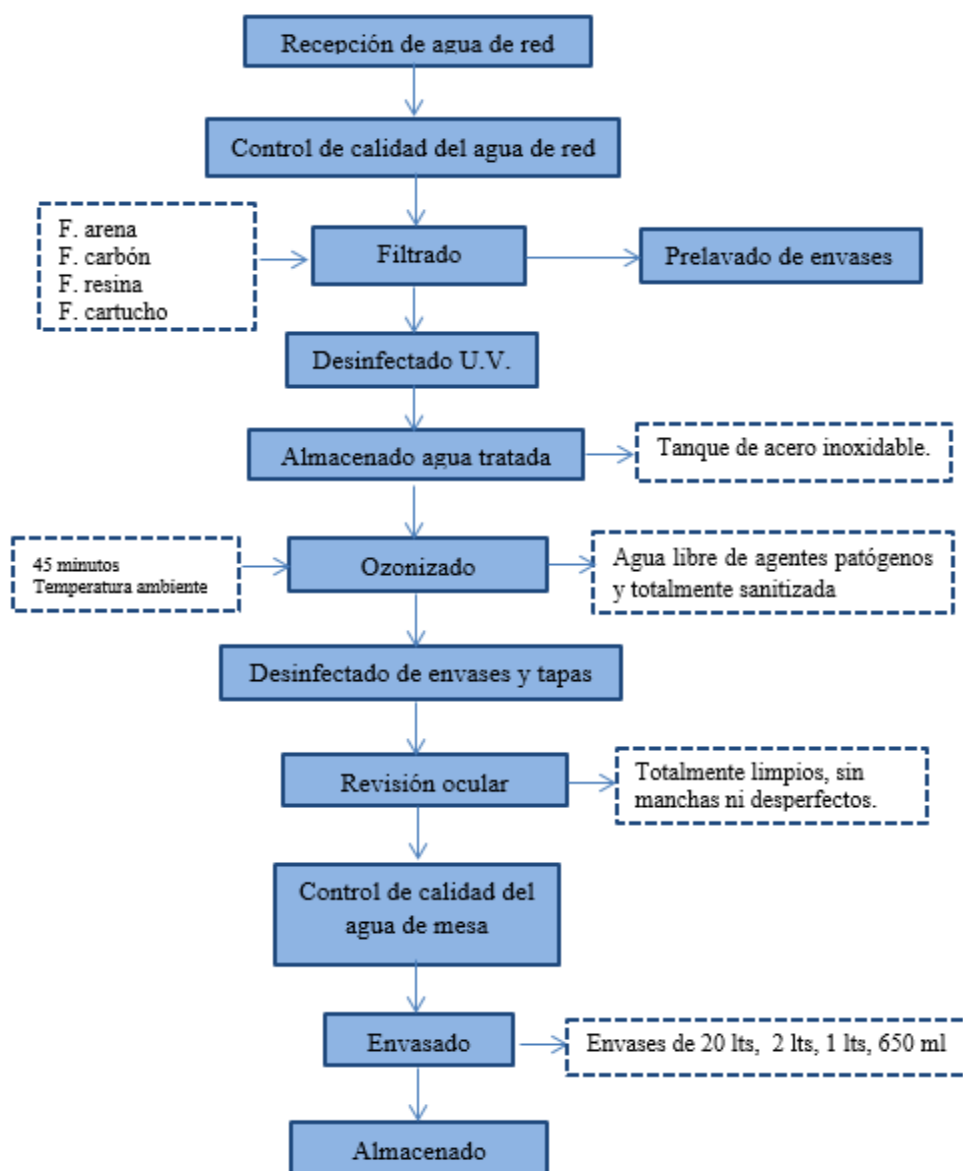 Recepción de agua de red
Control de calidad del agua de red
F. arena
F. carbón
F. resina
F. cartucho
Filtrado
Prelavado de envases
Desinfectado U.V.
Almacenado agua tratada
Tanque de acero inoxidable.
45 minutos
Temperatura ambiente
Ozonizado
Agua libre de agentes patógenos
y totalmente sanitizada
Desinfectado de envases y tapas
Revisión ocular
Totalmente limpios, sin
manchas ni desperfectos.
Control de calidad del
agua de mesa
Envasado
Envases de 20 lts, 2 lts, 1 lts, 650 ml
Almacenado